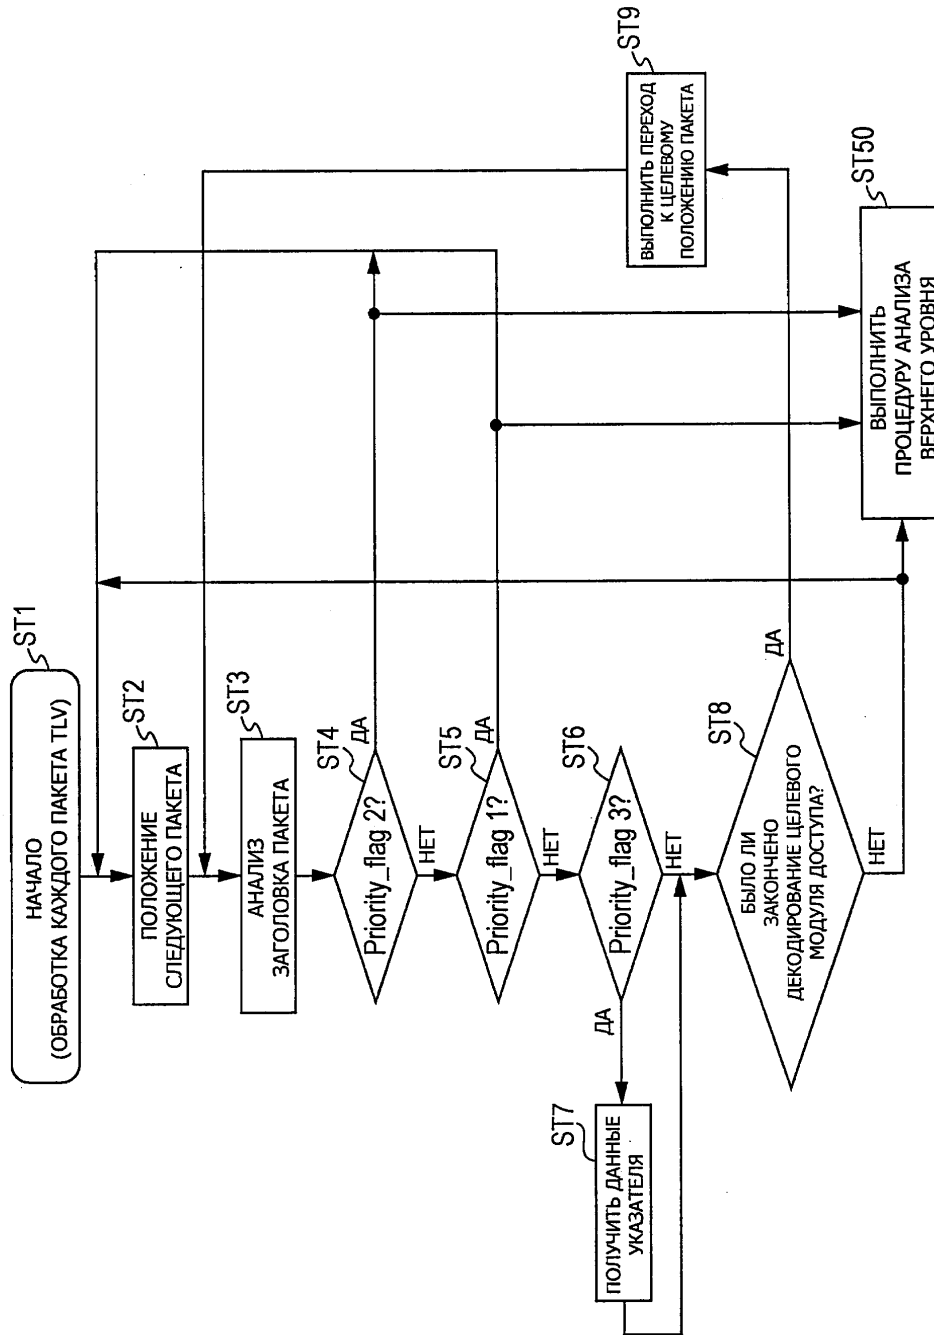 НАЧАЛО
(ОБРАБОТКА КАЖДОГО ПАКЕТА TLV)
ST1
ПОЛОЖЕНИЕ
СЛЕДУЮЩЕГО ПАКЕТА
ST2
АНАЛИЗ
ЗАГОЛОВКА ПАКЕТА
ST3
Priority_flag 2?
ST4
ДА
НЕТ
Priority_flag 1?
ST5
ДА
НЕТ
Priority_flag 3?
ST6
ДА
НЕТ
ПОЛУЧИТЬ ДАННЫЕ
УКАЗАТЕЛЯ
ST7
БЫЛО ЛИ
ЗАКОНЧЕНО
ДЕКОДИРОВАНИЕ ЦЕЛЕВОГО
МОДУЛЯ ДОСТУПА?
ST8
ДА
НЕТ
ВЫПОЛНИТЬ ПЕРЕХОД
К ЦЕЛЕВОМУ
ПОЛОЖЕНИЮ ПАКЕТА
ST9
ВЫПОЛНИТЬ
ПРОЦЕДУРУ АНАЛИЗА
ВЕРХНЕГО УРОВНЯ
ST50